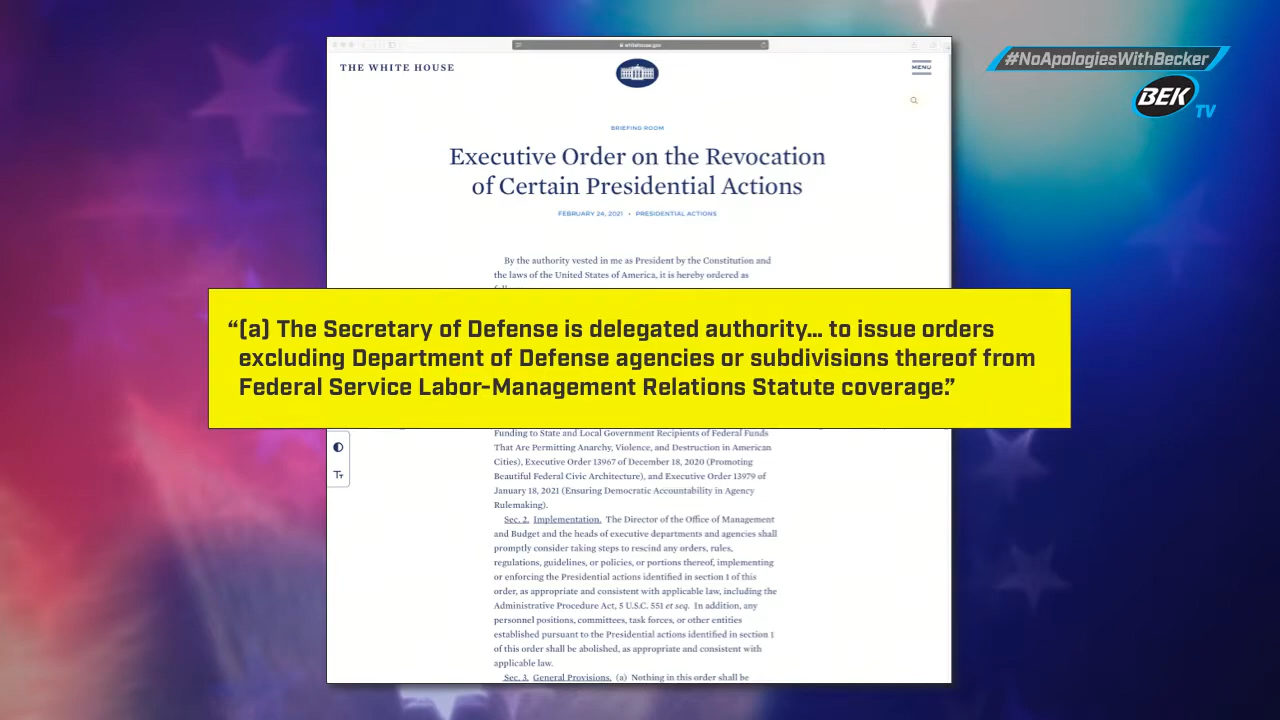 whitehouse.gov
THE WHITE HOUSE
MENU
#NoApologiesWithBecker
BEK TV
BRIEFING ROOM
Executive Order on the Revocation
of Certain Presidential Actions
FEBRUARY 24, 2021 • PRESIDENTIAL ACTIONS
By the authority vested in me as President by the Constitution and
the laws of the United States of America, it is hereby ordered as
“(a) The Secretary of Defense is delegated authority... to issue orders
excluding Department of Defense agencies or subdivisions thereof from
Federal Service Labor-Management Relations Statute coverage.”
Funding to State and Local Government Recipients of Federal Funds
That Are Permitting Anarchy, Violence, and Destruction in American
Cities), Executive Order 13967 of December 18, 2020 (Promoting
Beautiful Federal Civic Architecture), and Executive Order 13979 of
January 18, 2021 (Ensuring Democratic Accountability in Agency
Rulemaking).
Sec. 2. Implementation. The Director of the Office of Management
and Budget and the heads of executive departments and agencies shall
promptly consider taking steps to rescind any orders, rules,
regulations, guidelines, or policies, or portions thereof, implementing
or enforcing the Presidential actions identified in section 1 of this
order, as appropriate and consistent with applicable law, including the
Administrative Procedure Act, 5 U.S.C. 551 et seq. In addition, any
personnel positions, committees, task forces, or other entities
established pursuant to the Presidential actions identified in section 1
of this order shall be abolished, as appropriate and consistent with
applicable law.
Sec. 3. General Provisions. (a) Nothing in this order shall be
TT